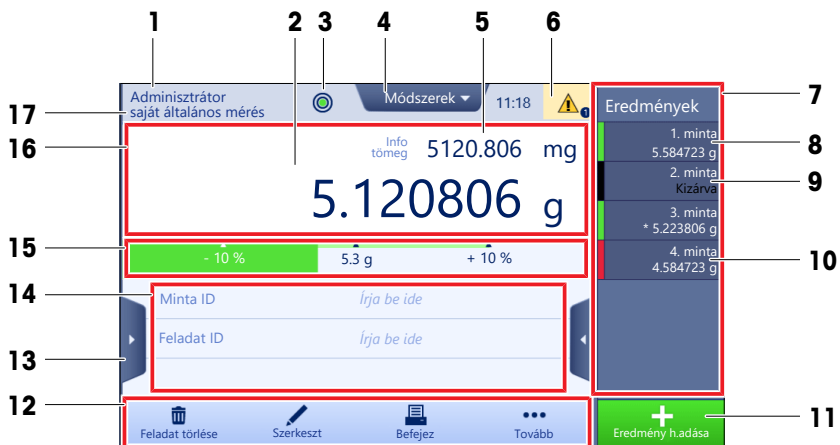 1 2 3 4 5 6
Adminisztrátor
saját általános mérés
Módszerek
11:18
1
17
16
Info
tömeg
5120.806 mg
5.120806 g
15
- 10 % 5.3 g + 10 %
14
Minta ID Írja be ide
Feladat ID Írja be ide
13
12
Feladat törlése
Szerkeszt
Befejez
Tovább
Eredmények
7
1. minta
5.584723 g
8
2. minta
Kizárva
9
3. minta
* 5.223806 g
4. minta
4.584723 g
10
Eredmény h.adása
11